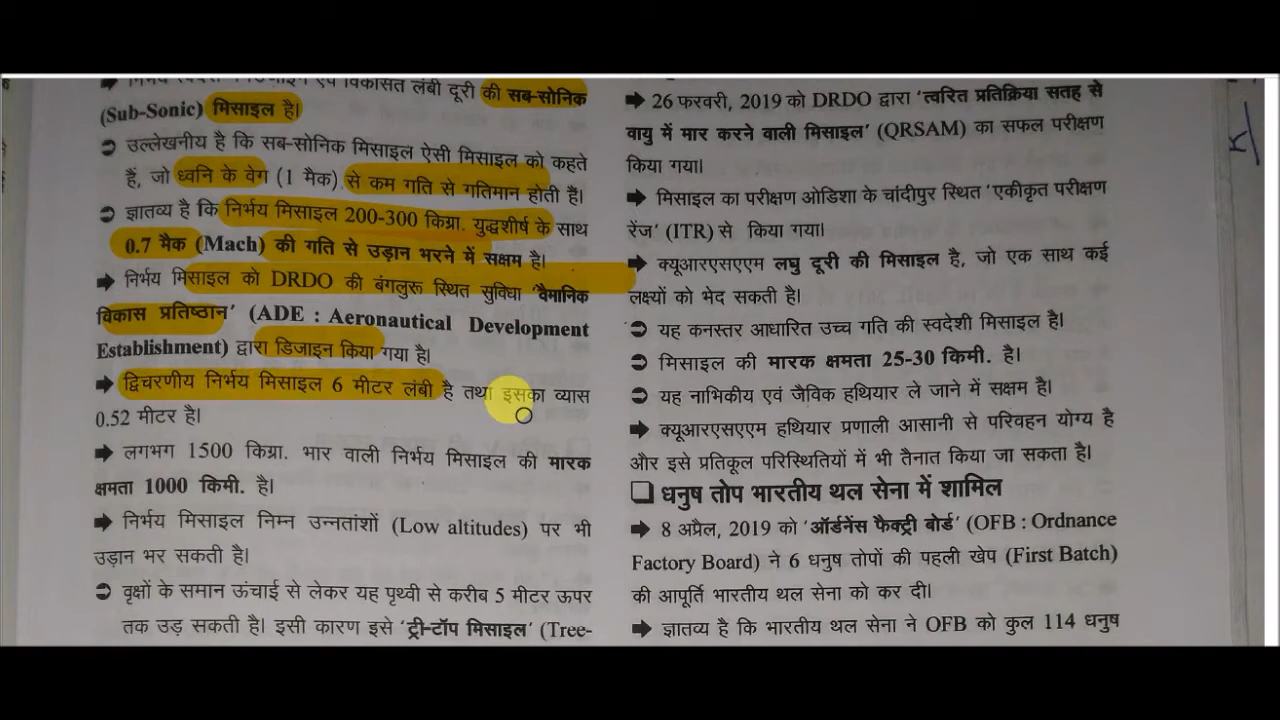 विकसित लंबी दूरी की सब-सोनिक
(Sub-Sonic) मिसाइल है।
➲ उल्लेखनीय है कि सब-सोनिक मिसाइल ऐसी मिसाइल को कहते
हैं, जो ध्वनि के वेग (1 मैक) से कम गति से गतिमान होती हैं।
➲ ज्ञातव्य है कि निर्भय मिसाइल 200-300 किग्रा. युद्धशीर्ष के साथ
0.7 मैक (Mach) की गति से उड़ान भरने में सक्षम है।
➡ निर्भय मिसाइल को DRDO की बंगलुरू स्थित सुविधा ‘वैमानिक
विकास प्रतिष्ठान’ (ADE : Aeronautical Development
Establishment) द्वारा डिजाइन किया गया है।
➡ द्विचरणीय निर्भय मिसाइल 6 मीटर लंबी है तथा इसका व्यास
0.52 मीटर है।
➡ लगभग 1500 किग्रा. भार वाली निर्भय मिसाइल की मारक
क्षमता 1000 किमी. है।
➡ निर्भय मिसाइल निम्न उन्नतांशों (Low altitudes) पर भी
उड़ान भर सकती है।
➲ वृक्षों के समान ऊंचाई से लेकर यह पृथ्वी से करीब 5 मीटर ऊपर
तक उड़ सकती है। इसी कारण इसे ‘ट्री-टॉप मिसाइल’ (Tree-
➡ 26 फरवरी, 2019 को DRDO द्वारा ‘त्वरित प्रतिक्रिया सतह से
वायु में मार करने वाली मिसाइल’ (QRSAM) का सफल परीक्षण
किया गया।
➡ मिसाइल का परीक्षण ओडिशा के चांदीपुर स्थित ‘एकीकृत परीक्षण
रेंज’ (ITR) से किया गया।
➡ क्यूआरएसएएम लघु दूरी की मिसाइल है, जो एक साथ कई
लक्ष्यों को भेद सकती है।
➲ यह कनस्तर आधारित उच्च गति की स्वदेशी मिसाइल है।
➲ मिसाइल की मारक क्षमता 25-30 किमी. है।
➲ यह नाभिकीय एवं जैविक हथियार ले जाने में सक्षम है।
➡ क्यूआरएसएएम हथियार प्रणाली आसानी से परिवहन योग्य है
और इसे प्रतिकूल परिस्थितियों में भी तैनात किया जा सकता है।
❑ धनुष तोप भारतीय थल सेना में शामिल
➡ 8 अप्रैल, 2019 को ‘ऑर्डनेंस फैक्ट्री बोर्ड’ (OFB : Ordnance
Factory Board) ने 6 धनुष तोपों की पहली खेप (First Batch)
की आपूर्ति भारतीय थल सेना को कर दी।
➡ ज्ञातव्य है कि भारतीय थल सेना ने OFB को कुल 114 धनुष